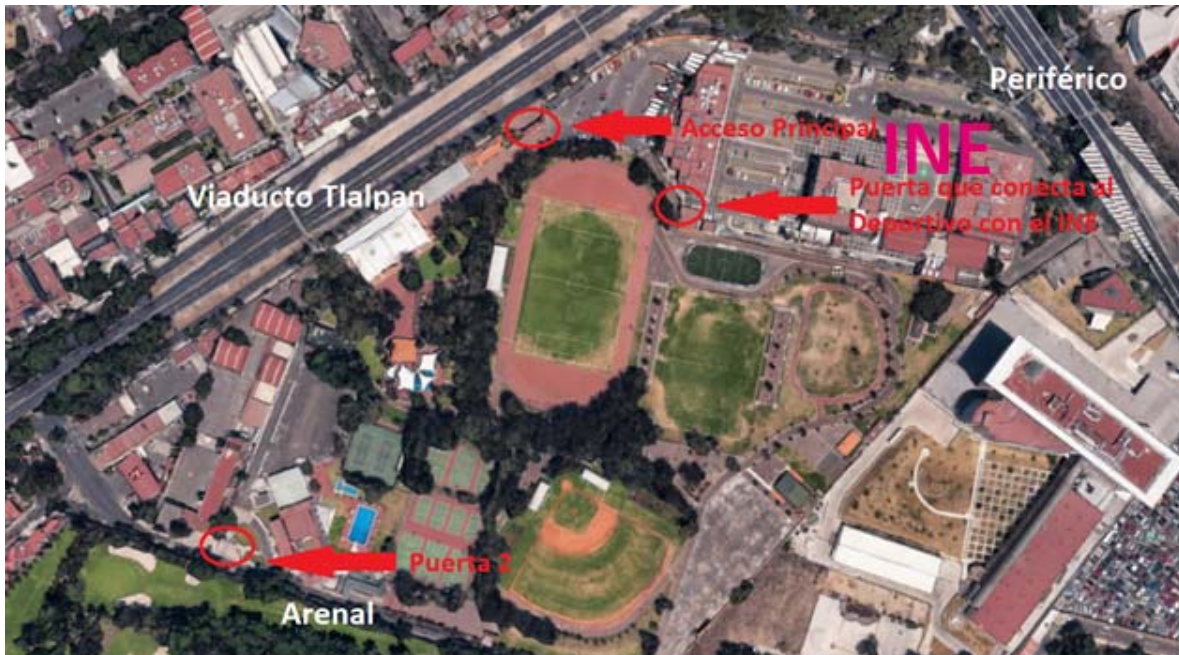 Periférico
Acceso Principal
INE
Viaducto Tlalpan
Puerta que conecta al
Deportivo con el INE
Puerta 2
Arenal